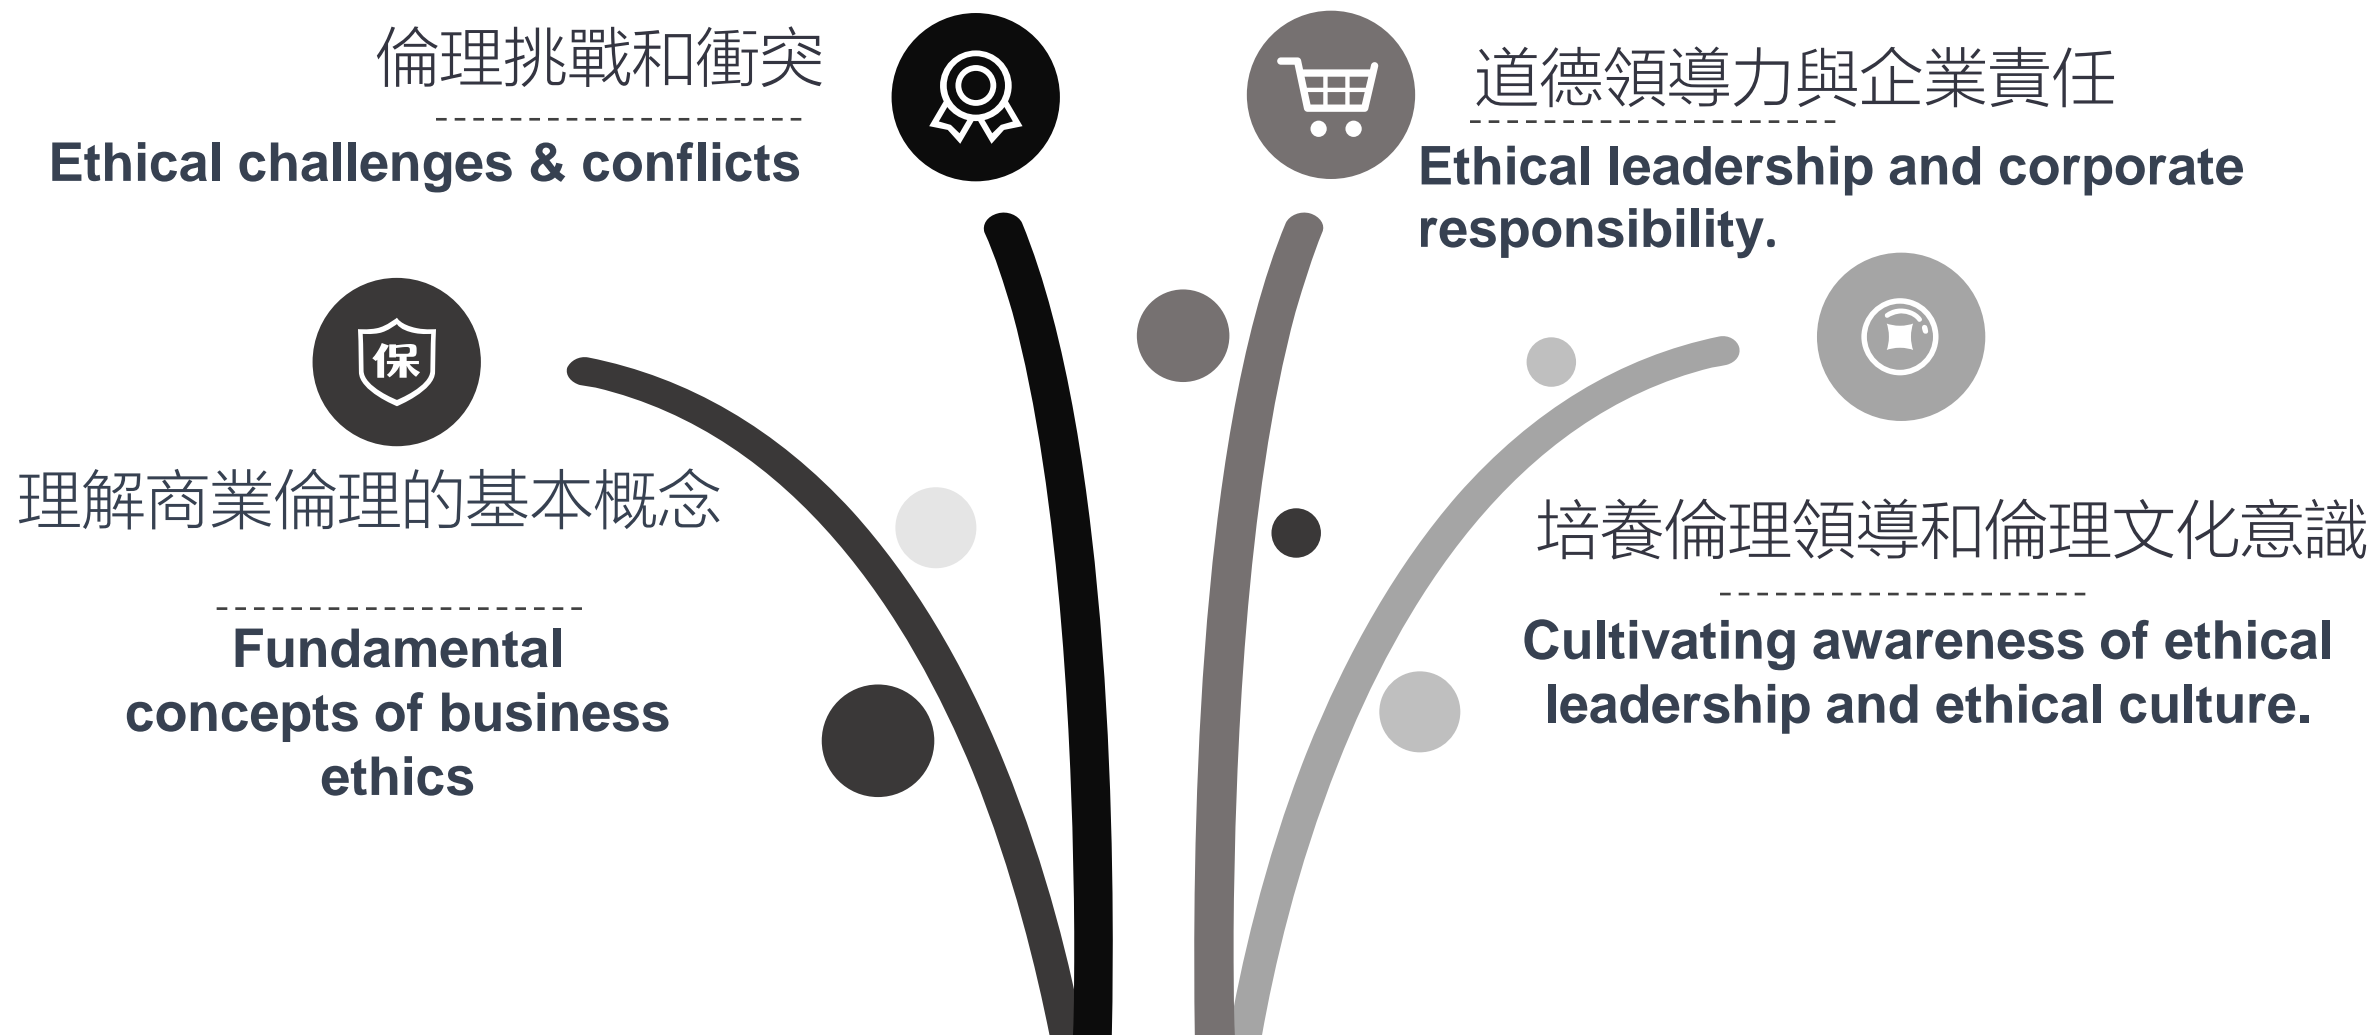 倫理挑戰和衝突
Ethical challenges & conflicts
道德領導力與企業責任
Ethical leadership and corporate
responsibility.
保
理解商業倫理的基本概念
Fundamental
concepts of business
ethics
培養倫理領導和倫理文化意識
Cultivating awareness of ethical
leadership and ethical culture.